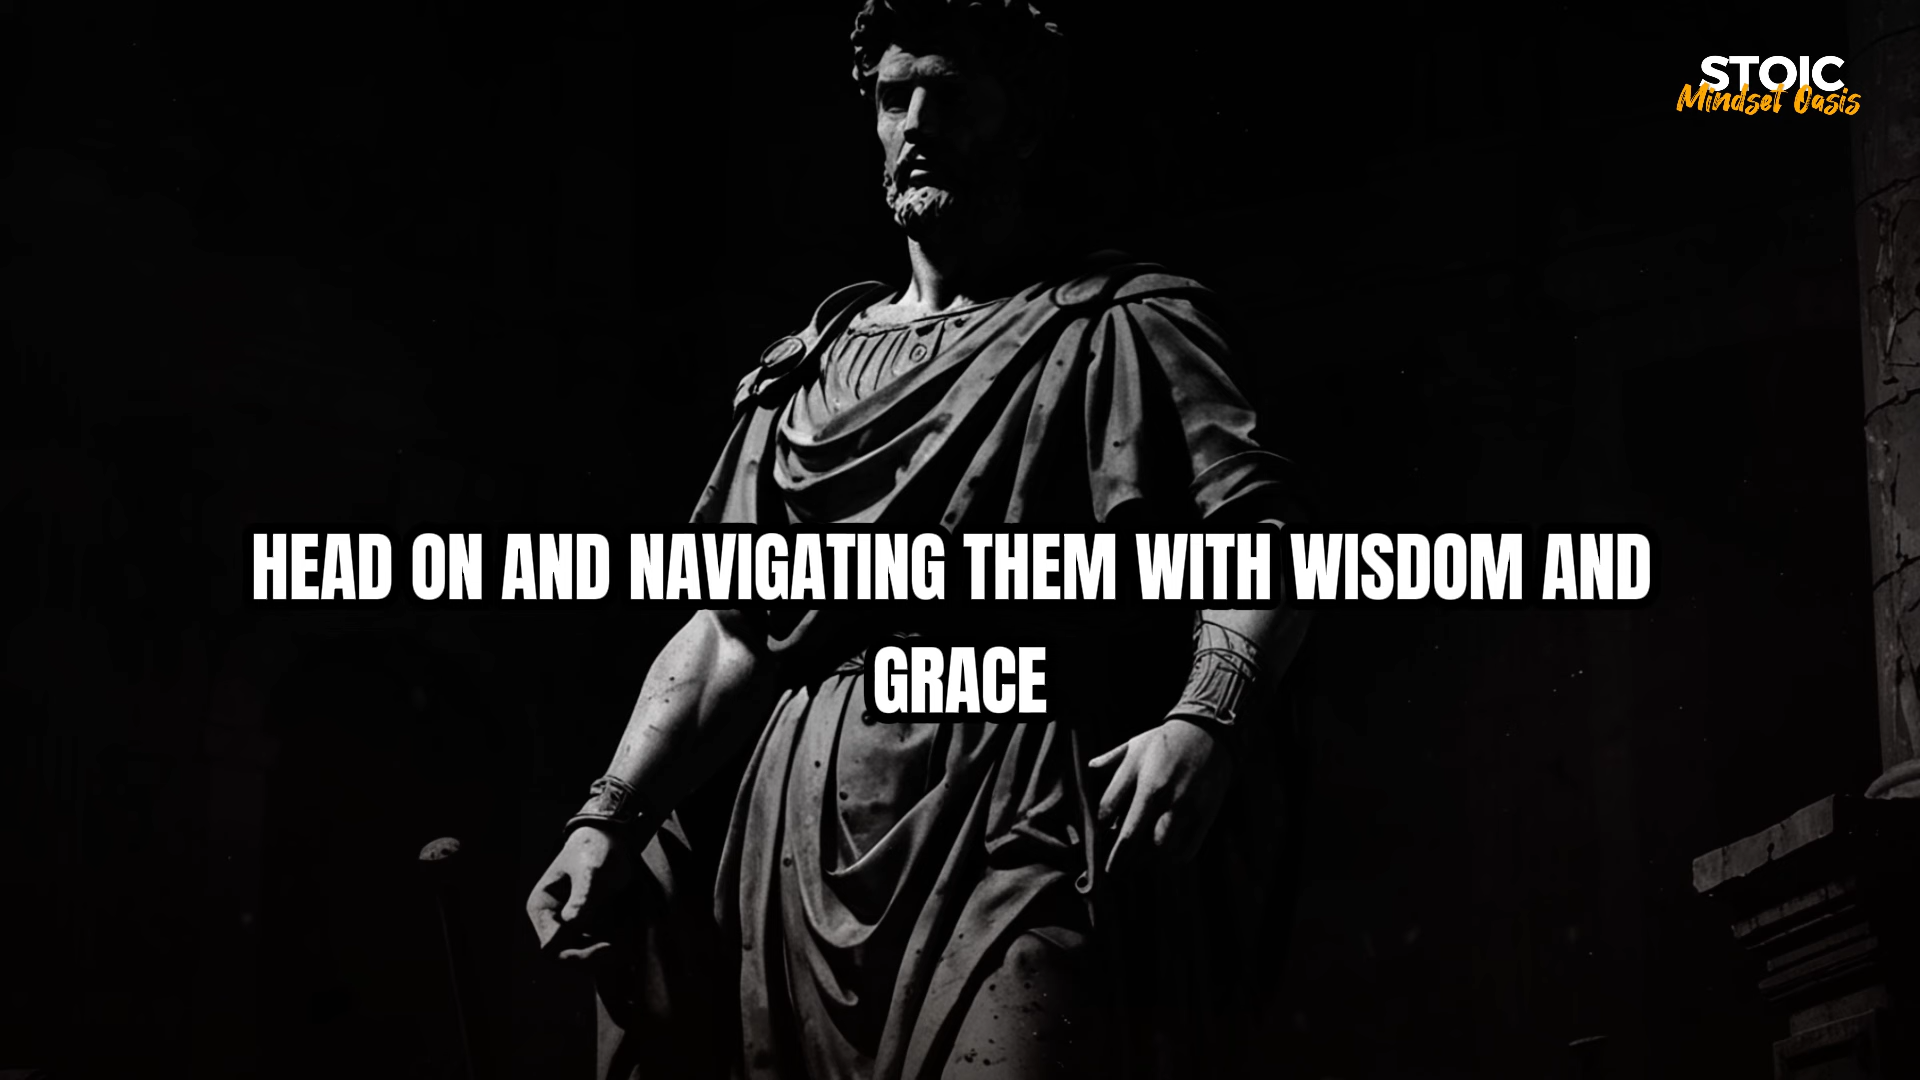 STOIC
Mindset Oasis
HEAD ON AND NAVIGATING THEM WITH WISDOM AND
GRACE